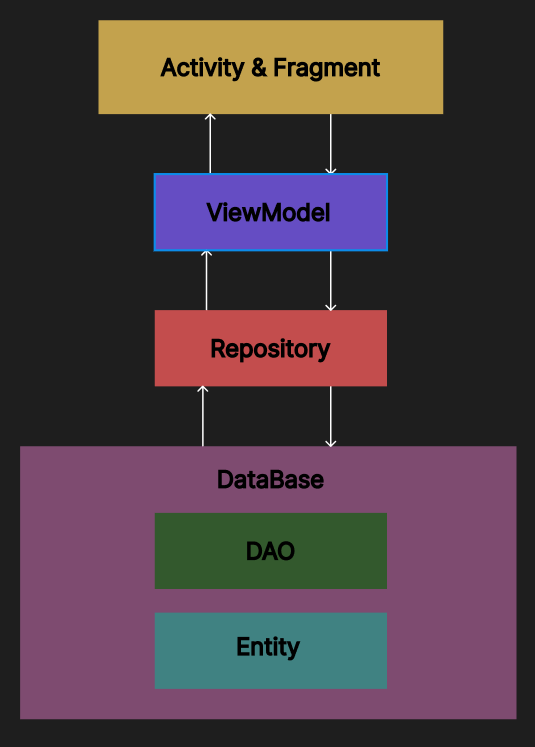 Activity & Fragment
ViewModel
Repository
DataBase
DAO
Entity